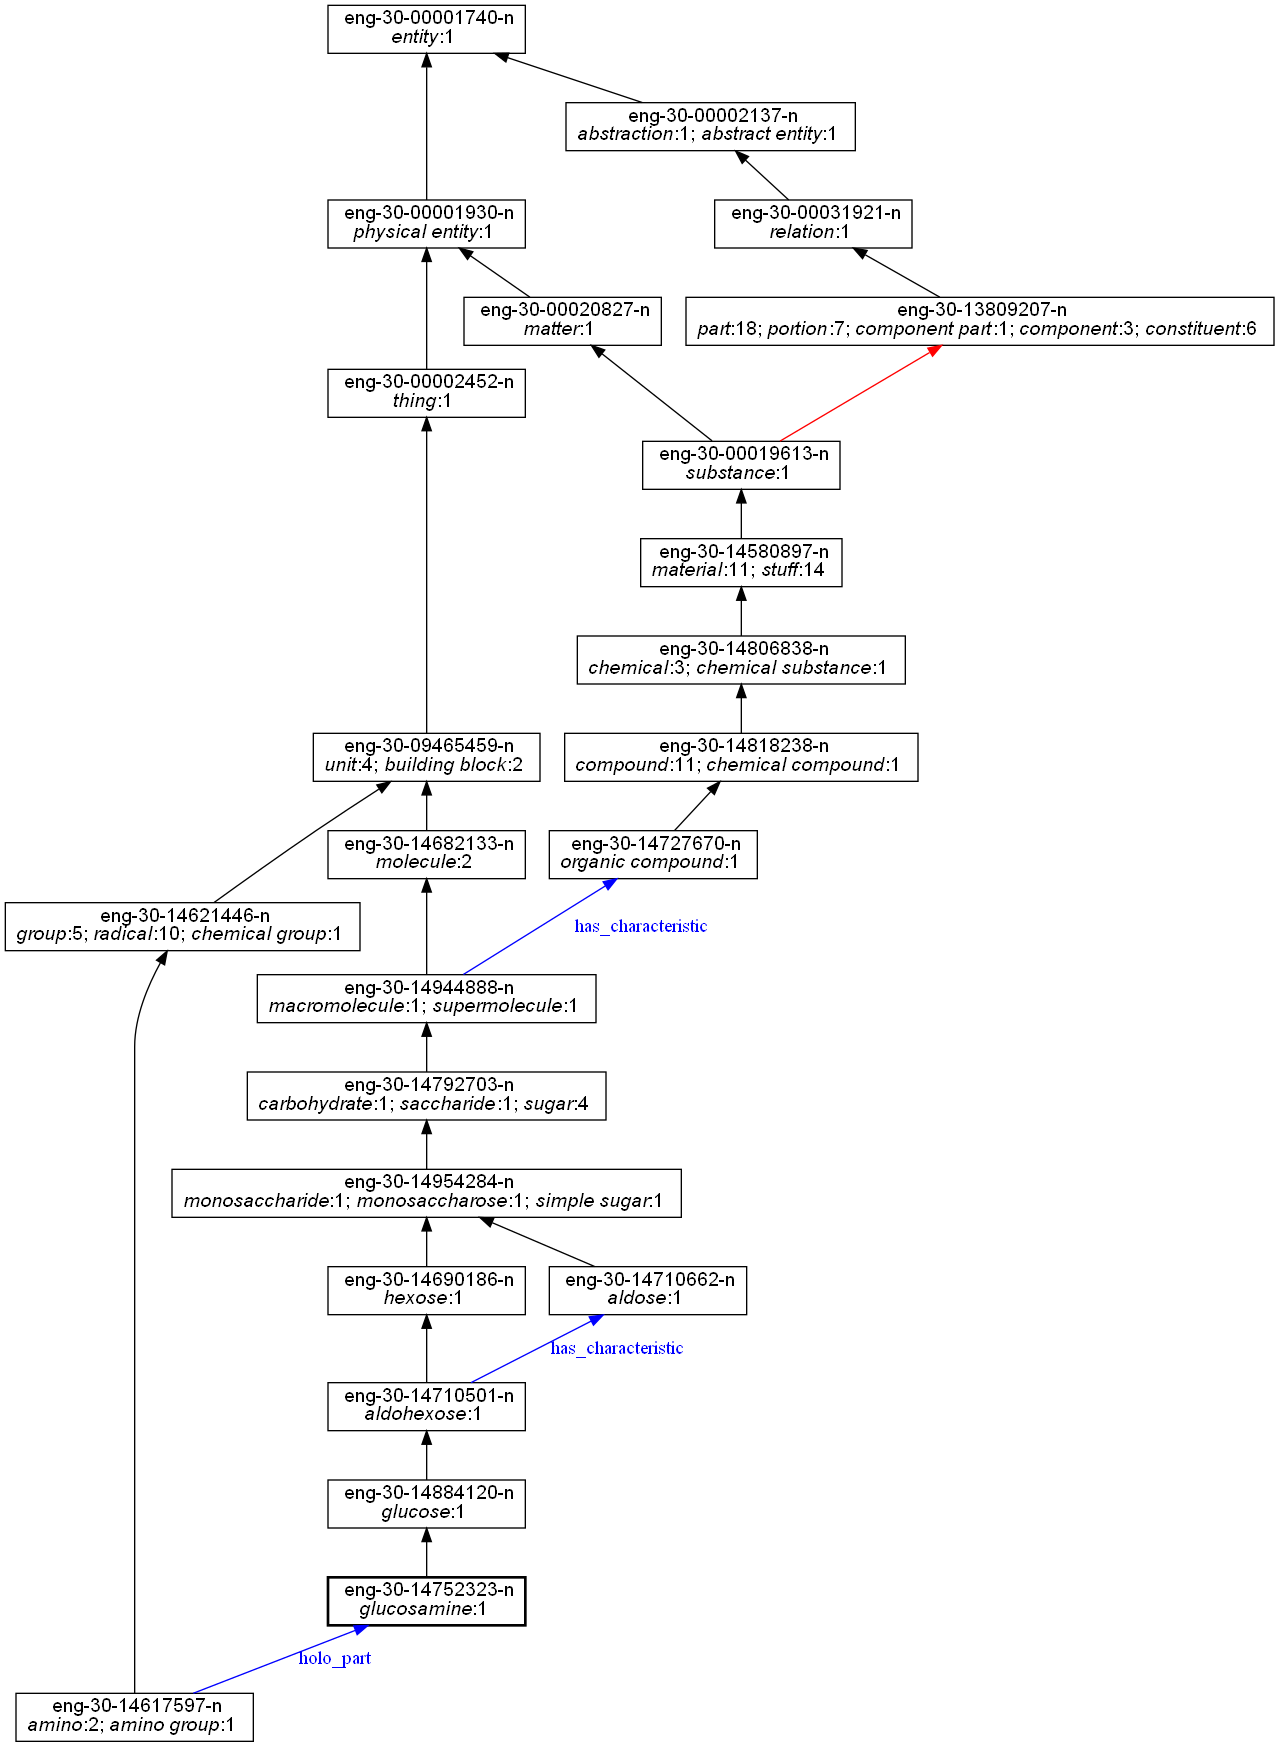 eng-30-00001740-n
entity:1
eng-30-00002137-n
abstraction:1; abstract entity:1
eng-30-00001930-n
physical entity:1
eng-30-00031921-n
relation:1
eng-30-00020827-n
matter:1
eng-30-13809207-n
part:18; portion:7; component part:1; component:3; constituent:6
eng-30-00002452-n
thing:1
eng-30-00019613-n
substance:1
eng-30-14580897-n
material:11; stuff:14
eng-30-14806838-n
chemical:3; chemical substance:1
eng-30-09465459-n
unit:4; building block:2
eng-30-14818238-n
compound:11; chemical compound:1
eng-30-14682133-n
molecule:2
eng-30-14727670-n
organic compound:1
eng-30-14621446-n
group:5; radical:10; chemical group:1
has_characteristic
eng-30-14944888-n
macromolecule:1; supermolecule:1
eng-30-14792703-n
carbohydrate:1; saccharide:1; sugar:4
eng-30-14954284-n
monosaccharide:1; monosaccharose:1; simple sugar:1
eng-30-14690186-n
hexose:1
eng-30-14710662-n
aldose:1
has_characteristic
eng-30-14710501-n
aldohexose:1
eng-30-14884120-n
glucose:1
eng-30-14752323-n
glucosamine:1
holo_part
eng-30-14617597-n
amino:2; amino group:1